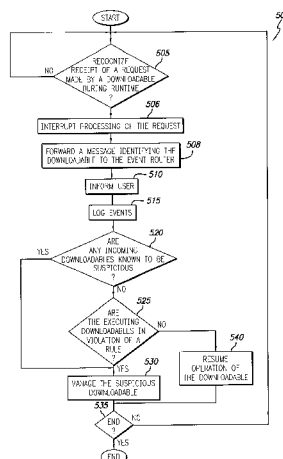 START
50
505
RECOGNIZE
RECEIPT OF A REQUEST
MADE BY A DOWNLOADABLE
DURING RUNTIME
?
NO
506
INTERRUPT PROCESSING OF THE REQUEST
508
FORWARD A MESSAGE IDENTIFYING THE
DOWNLOADABLE TO THE EVENT ROUTER
510
INFORM USER
515
LOG EVENTS
520
YES
ARE
ANY INCOMING
DOWNLOADABLES KNOWN TO BE
SUSPICIOUS
?
NO
525
ARE
THE EXECUTING
DOWNLOADABLES IN
VIOLATION OF A
RULE
?
NO
YES
540
RESUME
OPERATION OF
THE DOWNLOADABLE
530
MANAGE THE SUSPICIOUS
DOWNLOADABLE
535
END
?
NO
YES
END